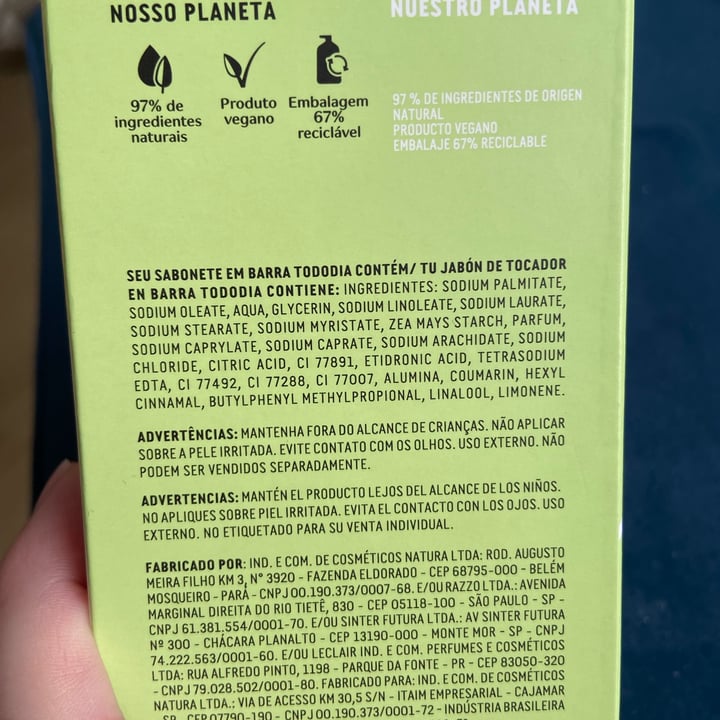 NOSSO PLANETA
NUESTRO PLANETA
97% de
ingredientes
naturais
Produto
vegano
Embalagem
67%
reciclável
97 % DE INGREDIENTES DE ORIGEN
NATURAL
PRODUCTO VEGANO
EMBALAJE 67% RECICLABLE
SEU SABONETE EM BARRA TODODIA CONTÉM/ TU JABÓN DE TOCADOR
EN BARRA TODODIA CONTIENE: INGREDIENTES: SODIUM PALMITATE,
SODIUM OLEATE, AQUA, GLYCERIN, SODIUM LINOLEATE, SODIUM LAURATE,
SODIUM STEARATE, SODIUM MYRISTATE, ZEA MAYS STARCH, PARFUM,
SODIUM CAPRYLATE, SODIUM CAPRATE, SODIUM ARACHIDATE, SODIUM
CHLORIDE, CITRIC ACID, CI 77891, ETIDRONIC ACID, TETRASODIUM
EDTA, CI 77492, CI 77288, CI 77007, ALUMINA, COUMARIN, HEXYL
CINNAMAL, BUTYLPHENYL METHYLPROPIONAL, LINALOOL, LIMONENE.
ADVERTÊNCIAS: MANTENHA FORA DO ALCANCE DE CRIANÇAS. NÃO APLICAR
SOBRE A PELE IRRITADA. EVITE CONTATO COM OS OLHOS. USO EXTERNO. NÃO
PODEM SER VENDIDOS SEPARADAMENTE.
ADVERTENCIAS: MANTÉN EL PRODUCTO LEJOS DEL ALCANCE DE LOS NIÑOS.
NO APLIQUES SOBRE PIEL IRRITADA. EVITA EL CONTACTO CON LOS OJOS. USO
EXTERNO. NO ETIQUETADO PARA SU VENTA INDIVIDUAL.
FABRICADO POR: IND. E COM. DE COSMÉTICOS NATURA LTDA: ROD. AUGUSTO
MEIRA FILHO KM 3, N° 3920 - FAZENDA ELDORADO - CEP 68795-000 - BELÉM
MOSQUEIRO - PARÁ - CNPJ 00.190.373/0007-68. E/OU RAZZO LTDA.: AVENIDA
MARGINAL DIREITA DO RIO TIETÊ, 830 - CEP 05118-100 - SÃO PAULO - SP -
CNPJ 61.381.554/0001-70. E/OU SINTER FUTURA LTDA.: AV SINTER FUTURA
Nº 300 - CHÁCARA PLANALTO - CEP 13190-000 - MONTE MOR - SP - CNPJ
74.222.563/0001-60. E/OU LECLAIR IND. E COM. PERFUMES E COSMÉTICOS
LTDA: RUA ALFREDO PINTO, 1198 - PARQUE DA FONTE - PR - CEP 83050-320
- CNPJ 79.028.502/0001-80. FABRICADO PARA: IND. E COM. DE COSMÉTICOS
NATURA LTDA.; VIA DE ACESSO KM 30,5 S/N - ITAIM EMPRESARIAL - CAJAMAR
SP - CEP 07790-190 - CNPJ 00.190.373/0001-72 - INDÚSTRIA BRASILEIRA